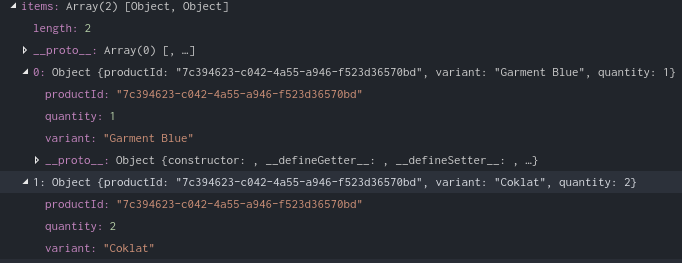 items: Array(2) [Object, Object]
length: 2
__proto__: Array(0) [, …]
0: Object {productId: "7c394623-c042-4a55-a946-f523d36570bd", variant: "Garment Blue", quantity: 1}
productId: "7c394623-c042-4a55-a946-f523d36570bd"
quantity: 1
variant: "Garment Blue"
__proto__: Object {constructor: , __defineGetter__: , __defineSetter__: , …}
1: Object {productId: "7c394623-c042-4a55-a946-f523d36570bd", variant: "Coklat", quantity: 2}
productId: "7c394623-c042-4a55-a946-f523d36570bd"
quantity: 2
variant: "Coklat"